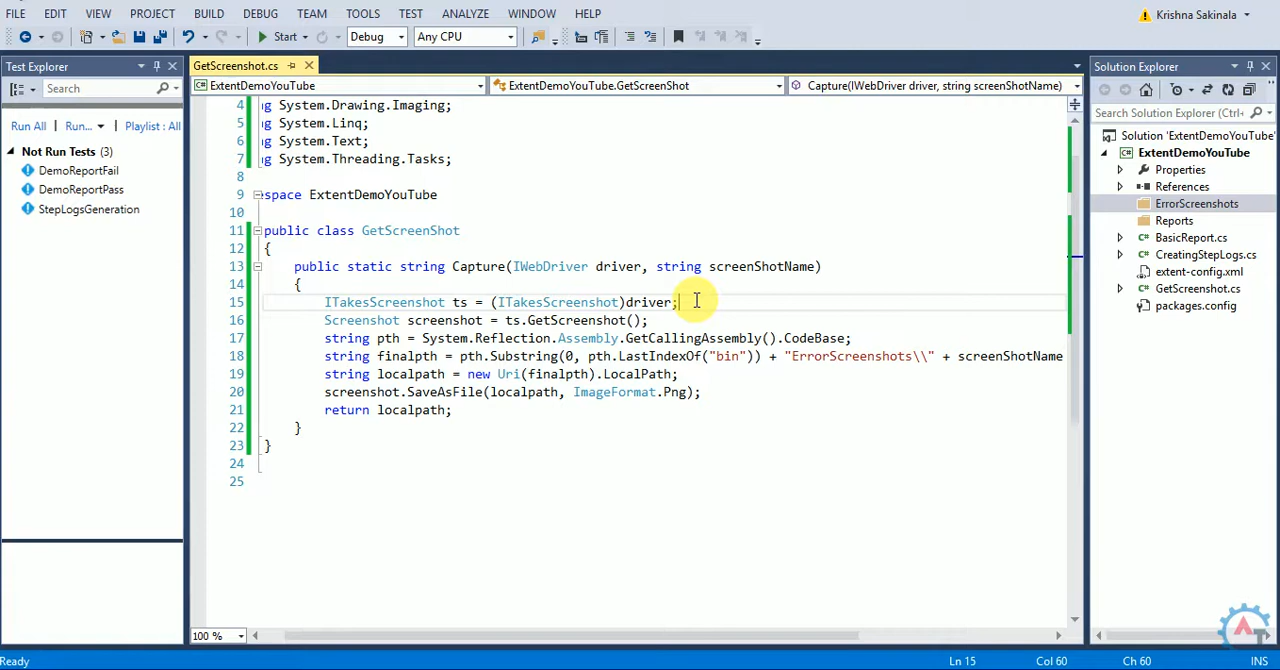 FILE EDIT VIEW PROJECT BUILD DEBUG TEAM TOOLS TEST ANALYZE WINDOW HELP Krishna Sakinala
Start Debug Any CPU
Test Explorer
Search
Run All Run... Playlist : All
Not Run Tests (3)
DemoReportFail
DemoReportPass
StepLogsGeneration
GetScreenshot.cs
ExtentDemoYouTube ExtentDemoYouTube.GetScreenShot Capture(IWebDriver driver, string screenShotName)
4 ng System.Drawing.Imaging;
5 ng System.Linq;
6 ng System.Text;
7 ng System.Threading.Tasks;
8
9 espace ExtentDemoYouTube
10
11 public class GetScreenShot
12 {
13 public static string Capture(IWebDriver driver, string screenShotName)
14 {
15 ITakesScreenshot ts = (ITakesScreenshot)driver;
16 Screenshot screenshot = ts.GetScreenshot();
17 string pth = System.Reflection.Assembly.GetCallingAssembly().CodeBase;
18 string finalpth = pth.Substring(0, pth.LastIndexOf("bin")) + "ErrorScreenshots\\" + screenShotName
19 string localpath = new Uri(finalpth).LocalPath;
20 screenshot.SaveAsFile(localpath, ImageFormat.Png);
21 return localpath;
22 }
23 }
24
25
100 %
Solution Explorer
Search Solution Explorer (Ctrl+
Solution 'ExtentDemoYouTube'
ExtentDemoYouTube
Properties
References
ErrorScreenshots
Reports
BasicReport.cs
CreatingStepLogs.cs
extent-config.xml
GetScreenshot.cs
packages.config
AT
Ready Ln 15 Col 60 Ch 60 INS